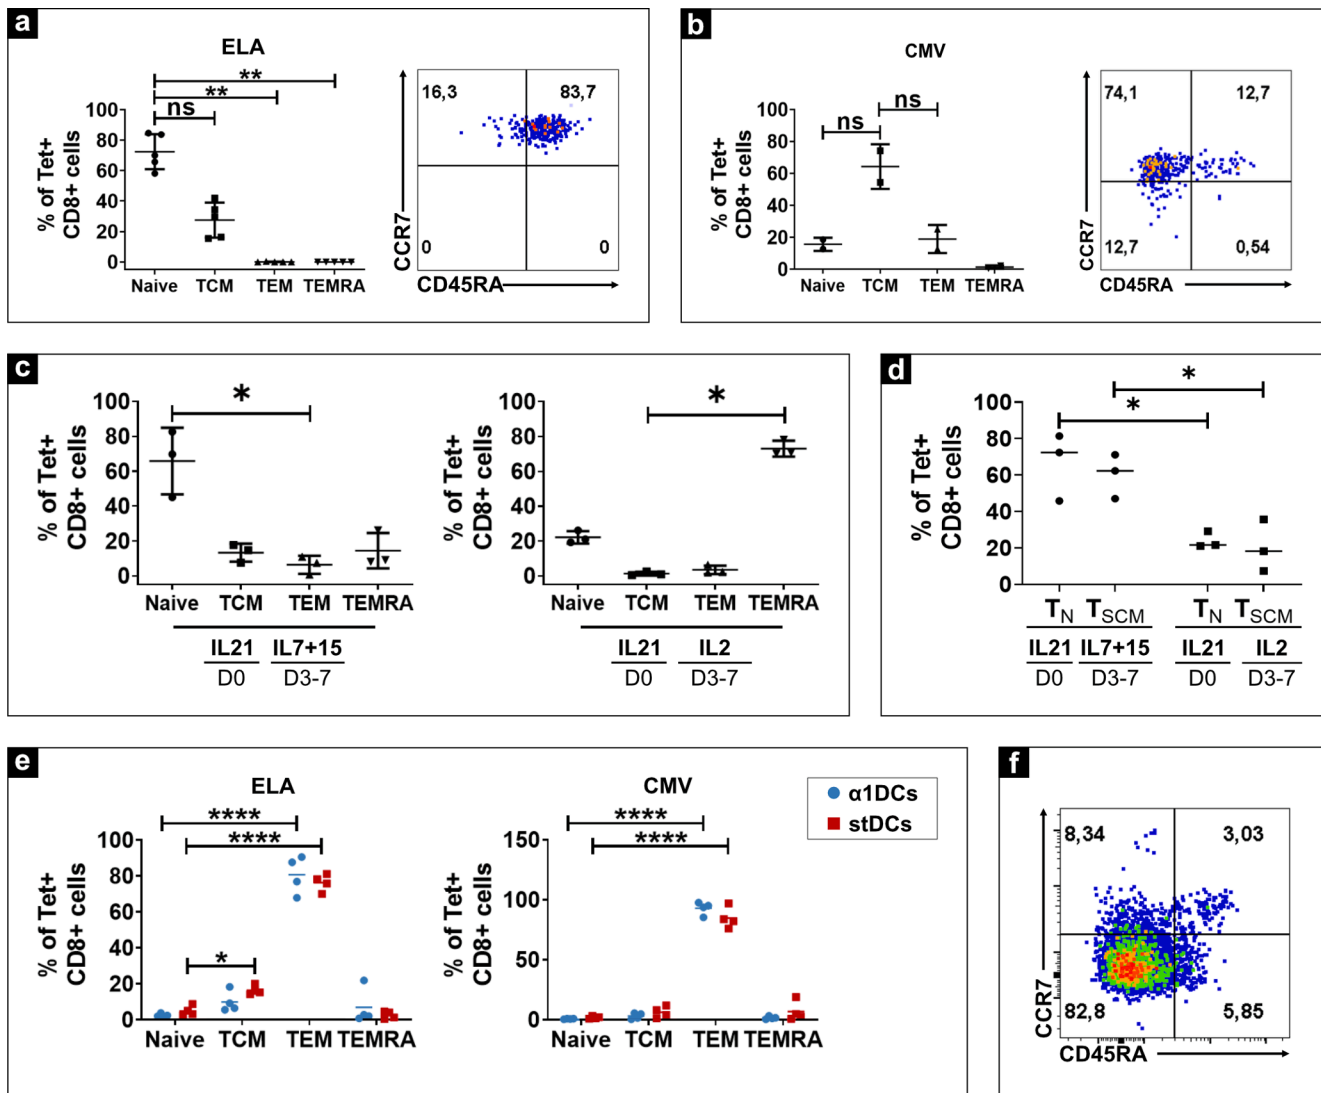 a
ELA
**
**
ns
100
80
60
40
20
0
% of Tet+
CD8+ cells
Naive TCM TEM TEMRA
16,3 83,7
0 0
CCR7
CD45RA
b
CMV
ns
ns
100
80
60
40
20
0
% of Tet+
CD8+ cells
Naive TCM TEM TEMRA
74,1 12,7
12,7 0,54
CCR7
CD45RA
c
*
100
80
60
40
20
0
% of Tet+
CD8+ cells
Naive TCM TEM TEMRA
IL21 IL7+15
D0 D3-7
*
100
80
60
40
20
0
% of Tet+
CD8+ cells
Naive TCM TEM TEMRA
IL21 IL2
D0 D3-7
d
*
*
100
80
60
40
20
0
% of Tet+
CD8+ cells
TN TSCM TN TSCM
IL21 IL7+15 IL21 IL2
D0 D3-7 D0 D3-7
e
ELA
****
****
*
100
80
60
40
20
0
% of Tet+
CD8+ cells
Naive TCM TEM TEMRA
CMV
****
****
150
100
50
0
% of Tet+
CD8+ cells
Naive TCM TEM TEMRA
α1DCs
stDCs
f
8,34 3,03
82,8 5,85
CCR7
CD45RA